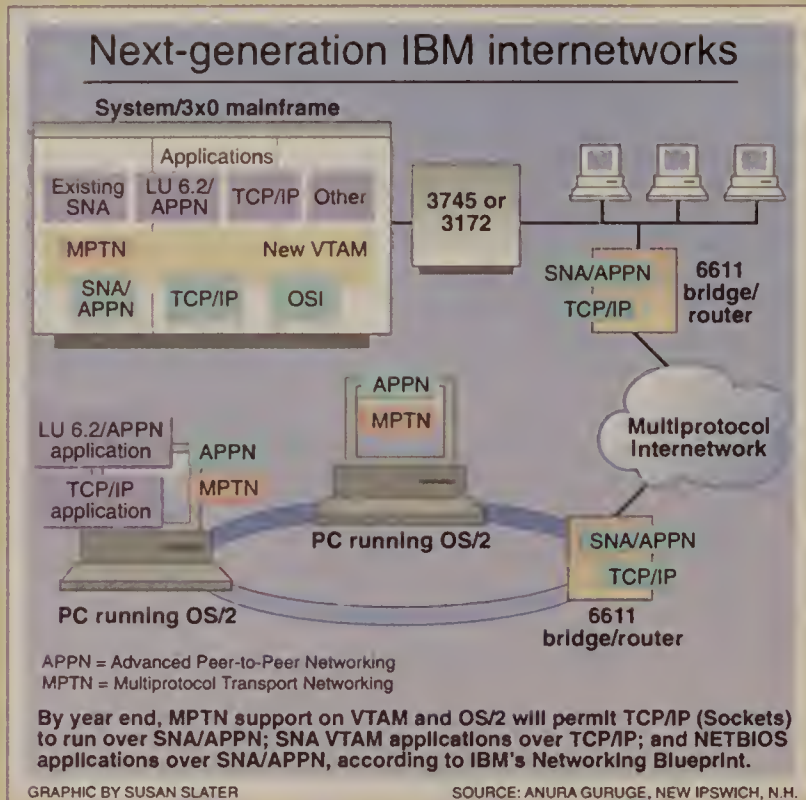 Next-generation IBM internetworks
System/3x0 mainframe
Applications
Existing SNA
LU 6.2/ APPN
TCP/IP
Other
MPTN
New VTAM
SNA/ APPN
TCP/IP
OSI
3745 or
3172
SNA/APPN
TCP/IP
6611
bridge/
router
Multiprotocol
Internetwork
APPN
MPTN
PC running OS/2
LU 6.2/APPN
application
TCP/IP
application
APPN
MPTN
PC running OS/2
SNA/APPN
TCP/IP
6611
bridge/router
APPN = Advanced Peer-to-Peer Networking
MPTN = Multiprotocol Transport Networking
By year end, MPTN support on VTAM and OS/2 will permit TCP/IP (Sockets)
to run over SNA/APPN; SNA VTAM applications over TCP/IP; and NETBIOS
applications over SNA/APPN, according to IBM's Networking Blueprint.
GRAPHIC BY SUSAN SLATER
SOURCE: ANURA GURUGE, NEW IPSWICH, N.H.